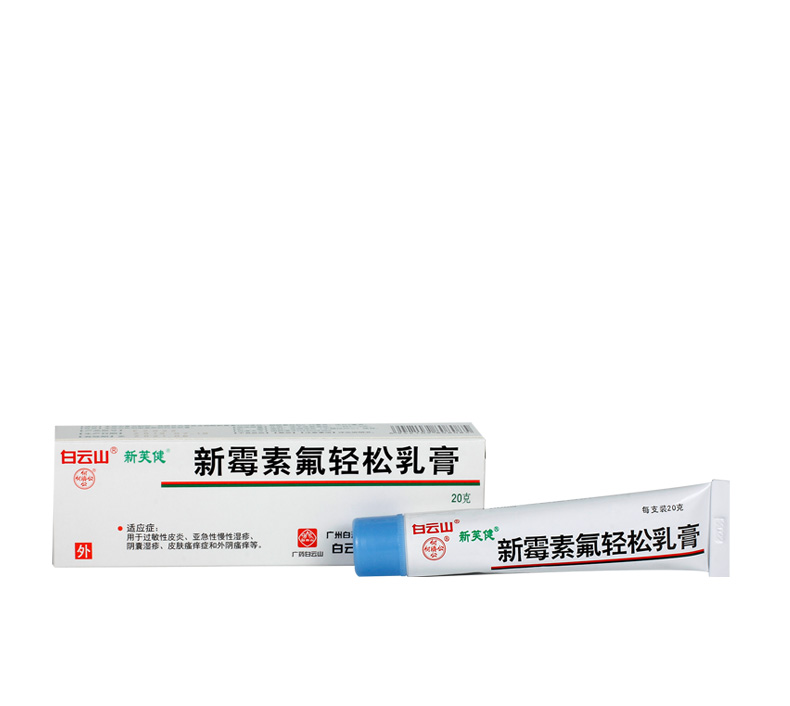 白云山®
新芙健®
新霉素氟轻松乳膏
20克
适应症:
用于过敏性皮炎、亚急性慢性湿疹、
阴囊湿疹、皮肤瘙痒症和外阴瘙痒等。
外
广药白云山
广州白
白云
白云山®
新芙健®
每支装20克
新霉素氟轻松乳膏